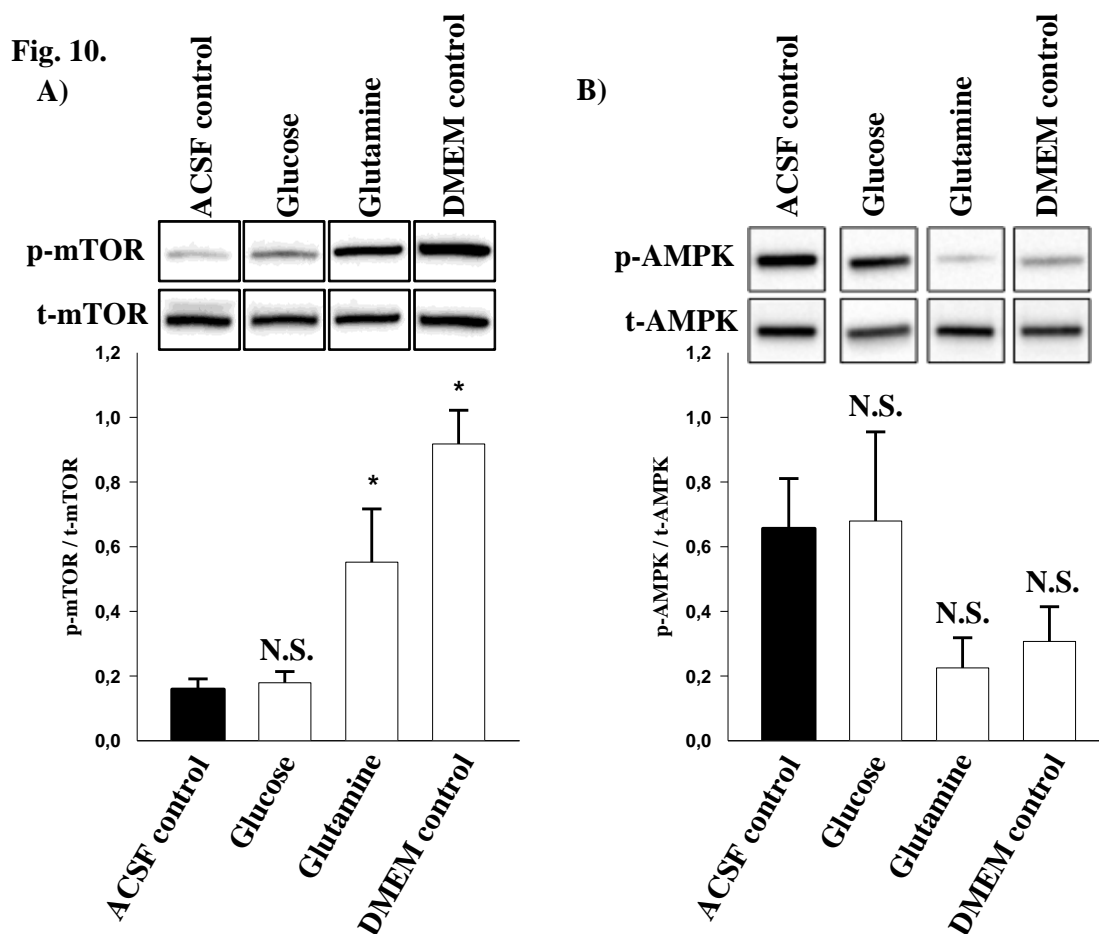 Fig. 10.
A)
ACSF control
Glucose
Glutamine
DMEM control
p-mTOR
t-mTOR
1,2
1,0
0,8
0,6
0,4
0,2
0,0
p-mTOR / t-mTOR
N.S.
*
*
ACSF control
Glucose
Glutamine
DMEM control
B)
ACSF control
Glucose
Glutamine
DMEM control
p-AMPK
t-AMPK
1,2
1,0
0,8
0,6
0,4
0,2
0,0
p-AMPK / t-AMPK
N.S.
N.S.
N.S.
ACSF control
Glucose
Glutamine
DMEM control